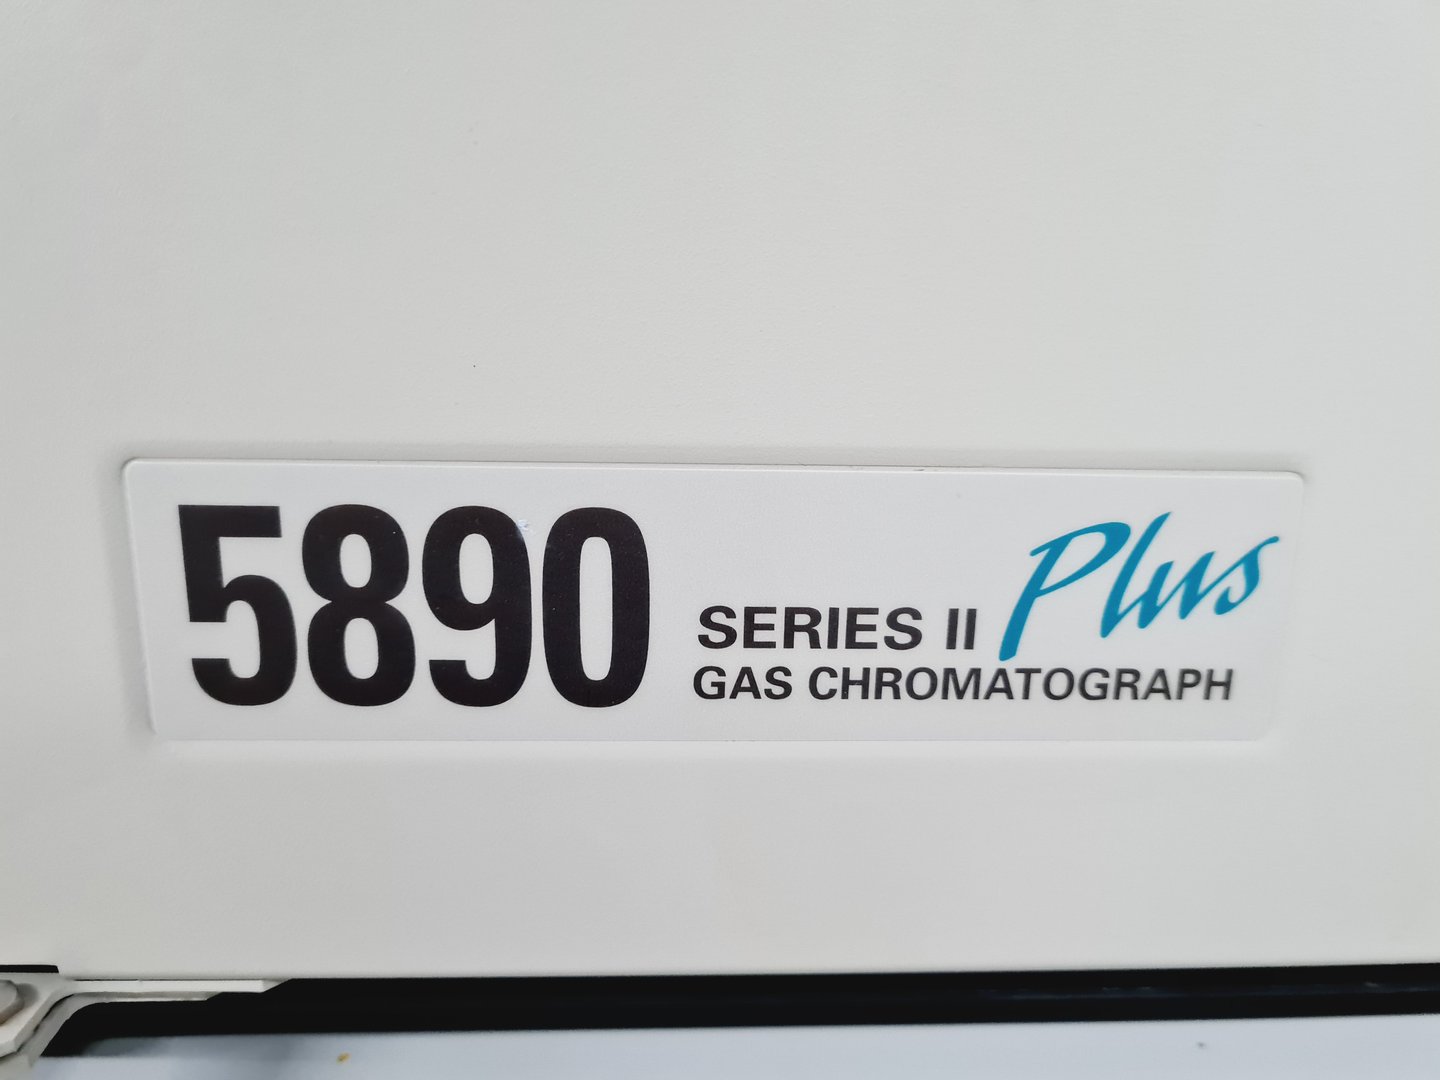 5890 SERIES II Plus
GAS CHROMATOGRAPH